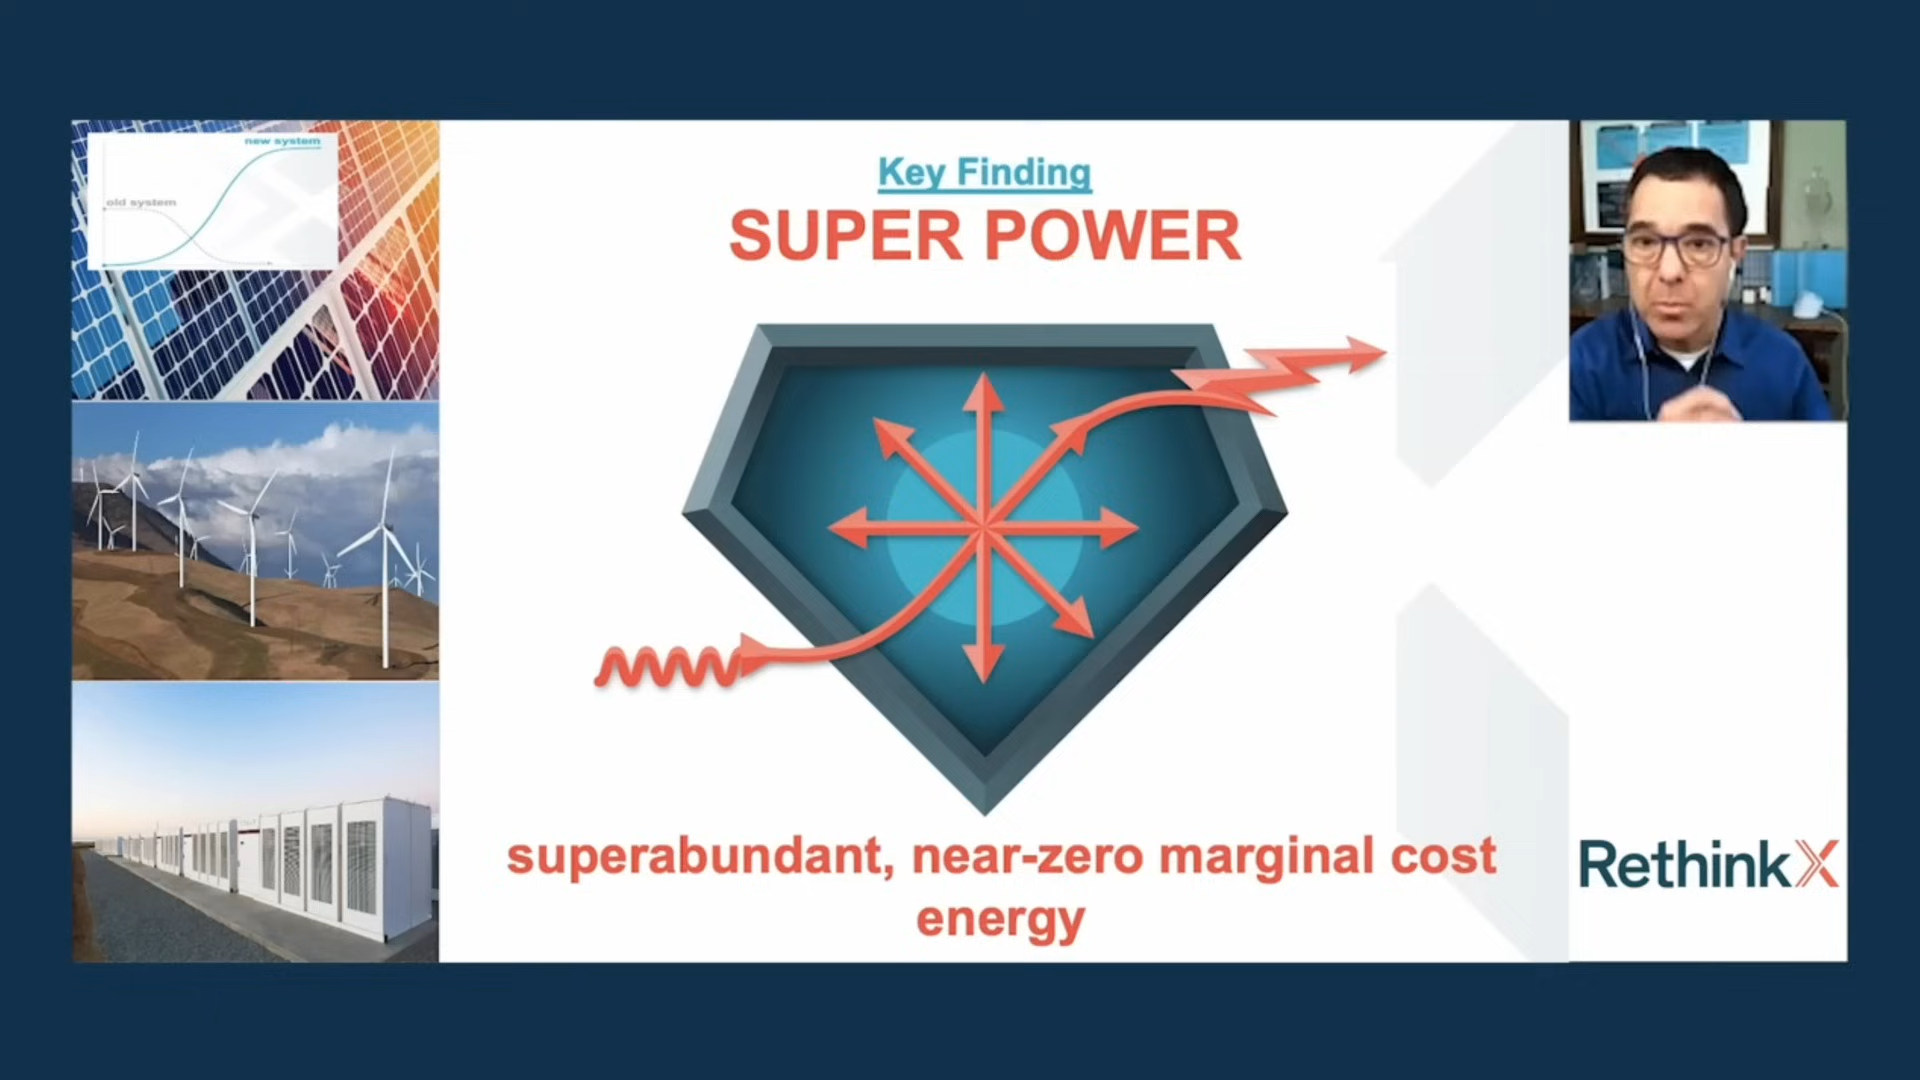 new system
old system
Key Finding
SUPER POWER
superabundant, near-zero marginal cost
energy
RethinkX